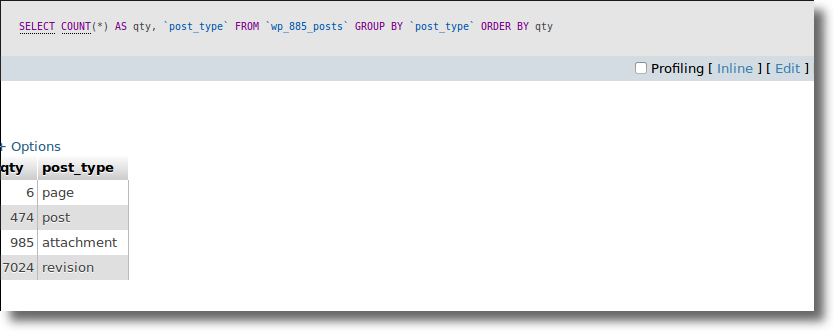 SELECT COUNT(*) AS qty, `post_type` FROM `wp_885_posts` GROUP BY `post_type` ORDER BY qty
Profiling [ Inline ] [ Edit ]
+ Options
qty post_type
6 page
474 post
985 attachment
7024 revision